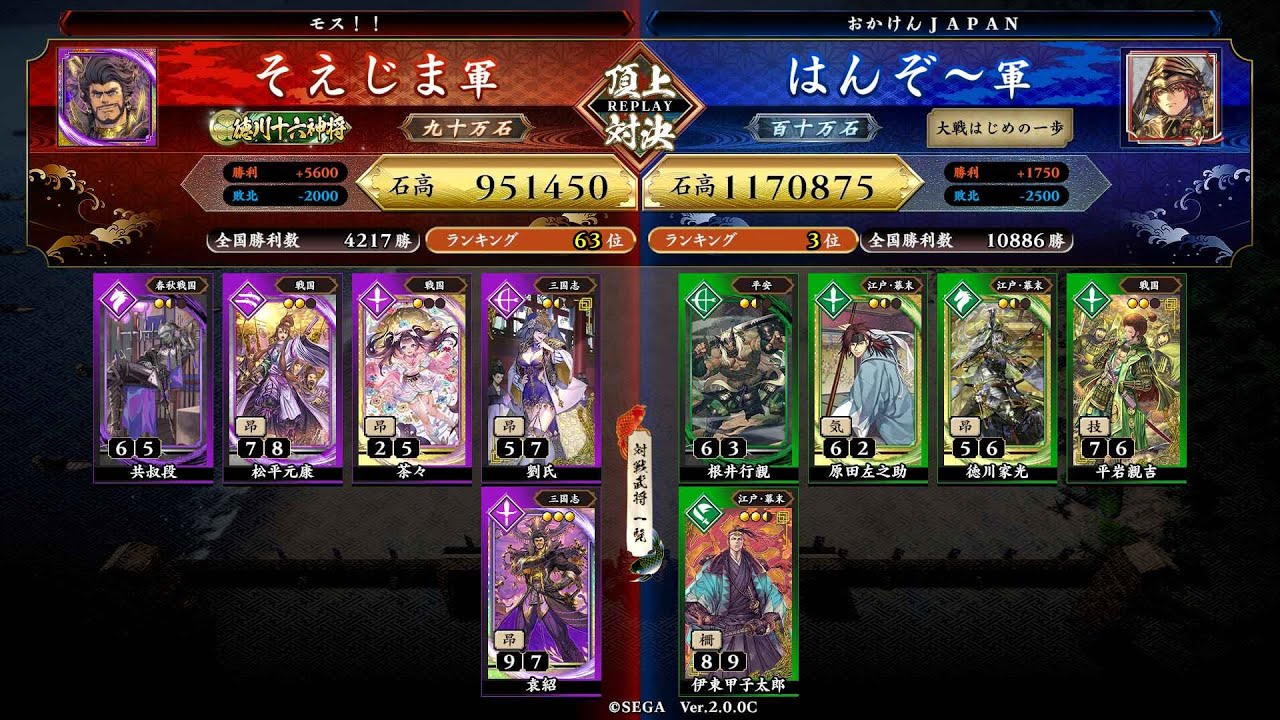 モス!!
おかけんJAPAN
そえじま軍
頂上
REPLAY
対決
はんぞ～軍
徳川十六神将
九十万石
百十万石
大戦はじめの一歩
勝利 +5600
敗北 -2000
石高 951450
石高 1170875
勝利 +1750
敗北 -2500
全国勝利数 4217勝
ランキング 63位
ランキング 3位
全国勝利数 10886勝
春秋戦国
戦国
戦国
三国志
平安
江戸・幕末
江戸・幕末
戦国
昂
昂
昂
気
昂
技
6 5
7 8
2 5
5 7
6 3
6 2
5 6
7 6
共叔段
松平元康
茶々
劉氏
根井行親
原田左之助
徳川家光
平岩親吉
対戦武将一覧
三国志
江戸・幕末
昂
柵
9 7
8 9
袁紹
伊東甲子太郎
©SEGA Ver.2.0.0C